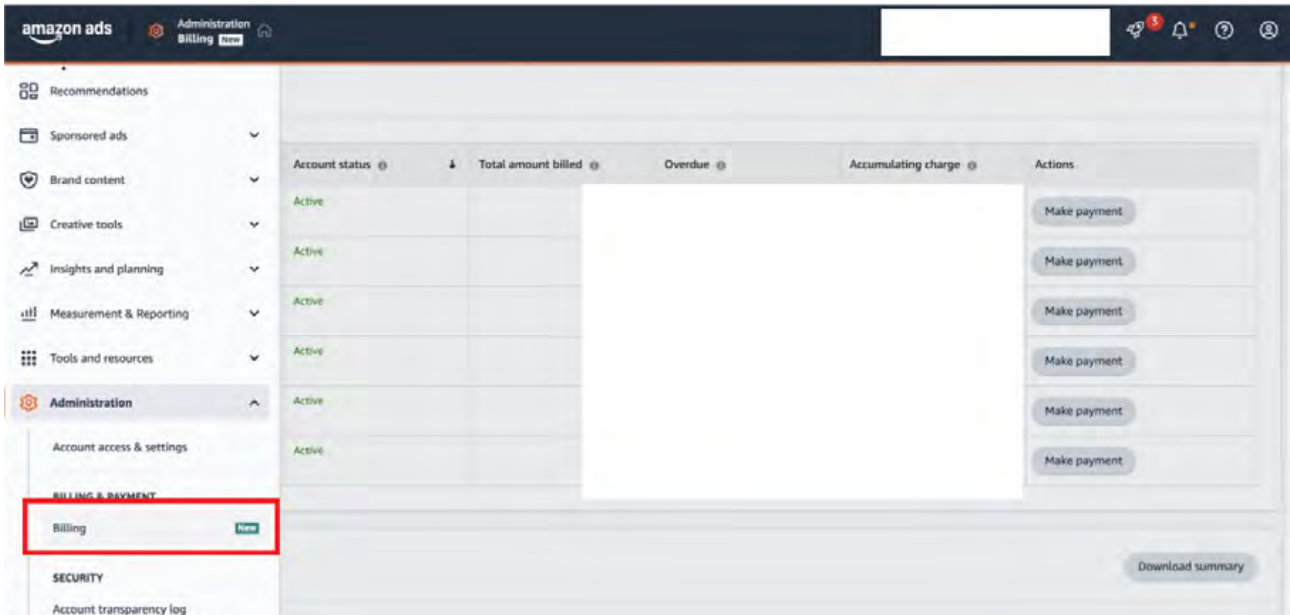 amazon ads
Administration
Billing New
3
Recommendations
Sponsored ads
Brand content
Creative tools
Insights and planning
Measurement & Reporting
Tools and resources
Administration
Account access & settings
BILLING & PAYMENT
Billing New
SECURITY
Account transparency log
Account status Total amount billed Overdue Accumulating charge Actions
Active Make payment
Active Make payment
Active Make payment
Active Make payment
Active Make payment
Active Make payment
Download summary